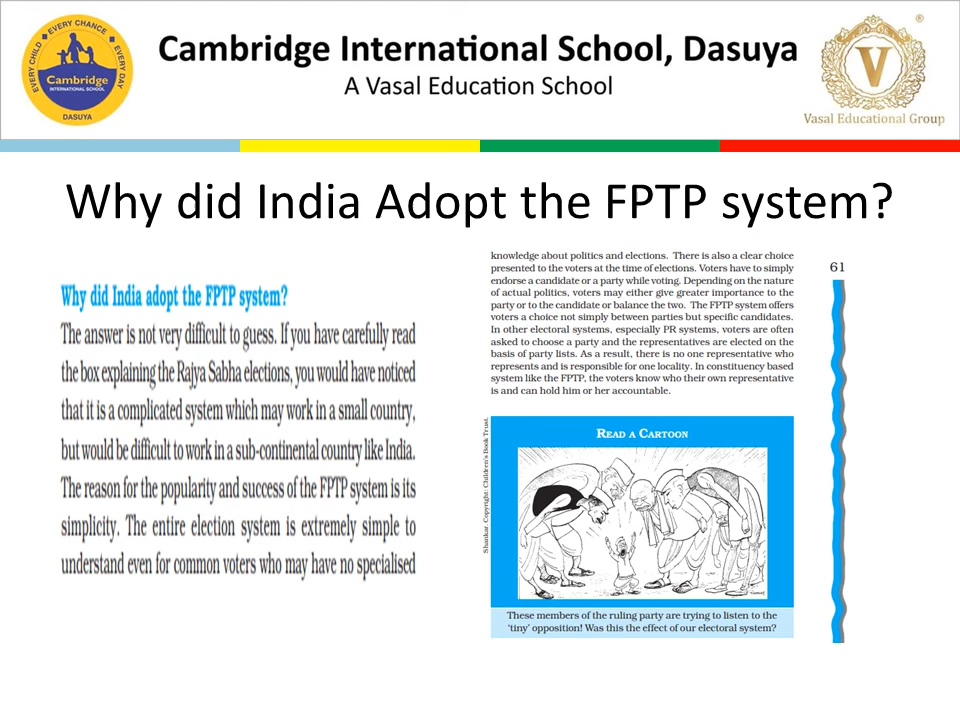 EVERY CHILD ★ EVERY CHANCE ★ EVERY DAY
Cambridge
INTERNATIONAL SCHOOL
DASUYA
Cambridge International School, Dasuya
A Vasal Education School
V
®
Vasal Educational Group
Why did India Adopt the FPTP system?
Why did India adopt the FPTP system?
The answer is not very difficult to guess. If you have carefully read
the box explaining the Rajya Sabha elections, you would have noticed
that it is a complicated system which may work in a small country,
but would be difficult to work in a sub-continental country like India.
The reason for the popularity and success of the FPTP system is its
simplicity. The entire election system is extremely simple to
understand even for common voters who may have no specialised
knowledge about politics and elections. There is also a clear choice
presented to the voters at the time of elections. Voters have to simply
endorse a candidate or a party while voting. Depending on the nature
of actual politics, voters may either give greater importance to the
party or to the candidate or balance the two. The FPTP system offers
voters a choice not simply between parties but specific candidates.
In other electoral systems, especially PR systems, voters are often
asked to choose a party and the representatives are elected on the
basis of party lists. As a result, there is no one representative who
represents and is responsible for one locality. In constituency based
system like the FPTP, the voters know who their own representative
is and can hold him or her accountable.
61
READ A CARTOON
Shankar. Copyright: Children's Book Trust.
These members of the ruling party are trying to listen to the
'tiny' opposition! Was this the effect of our electoral system?